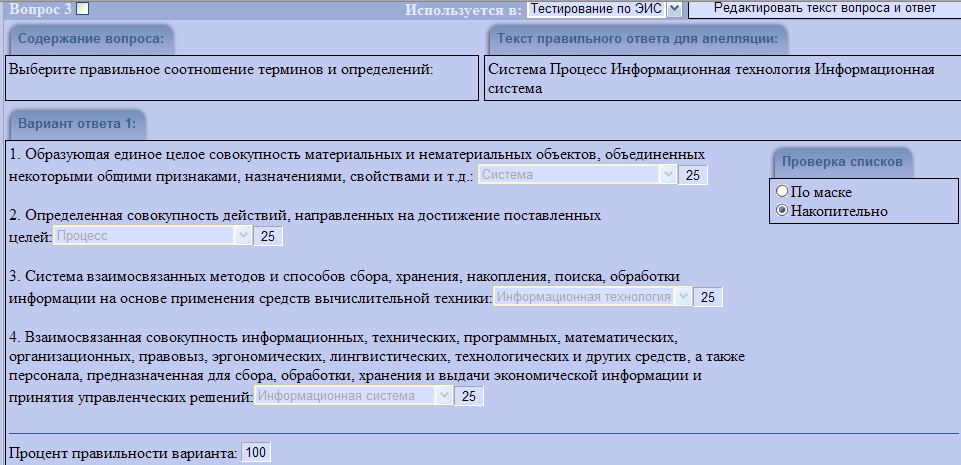 Вопрос 3
Используется в: Тестирование по ЭИС Редактировать текст вопроса и ответ
Содержание вопроса:
Текст правильного ответа для апелляции:
Выберите правильное соотношение терминов и определений:
Система Процесс Информационная технология Информационная
система
Вариант ответа 1:
1. Образующая единое целое совокупность материальных и нематериальных объектов, объединенных
некоторыми общими признаками, назначениями, свойствами и т.д.: Система 25
Проверка списков
По маске
Накопительно
2. Определенная совокупность действий, направленных на достижение поставленных
целей: Процесс 25
3. Система взаимосвязанных методов и способов сбора, хранения, накопления, поиска, обработки
информации на основе применения средств вычислительной техники: Информационная технология 25
4. Взаимосвязанная совокупность информационных, технических, программных, математических,
организационных, правовыз, эргономических, лингвистических, технологических и других средств, а также
персонала, предназначенная для сбора, обработки, хранения и выдачи экономической информации и
принятия управленческих решений: Информационная система 25
Процент правильности варианта: 100